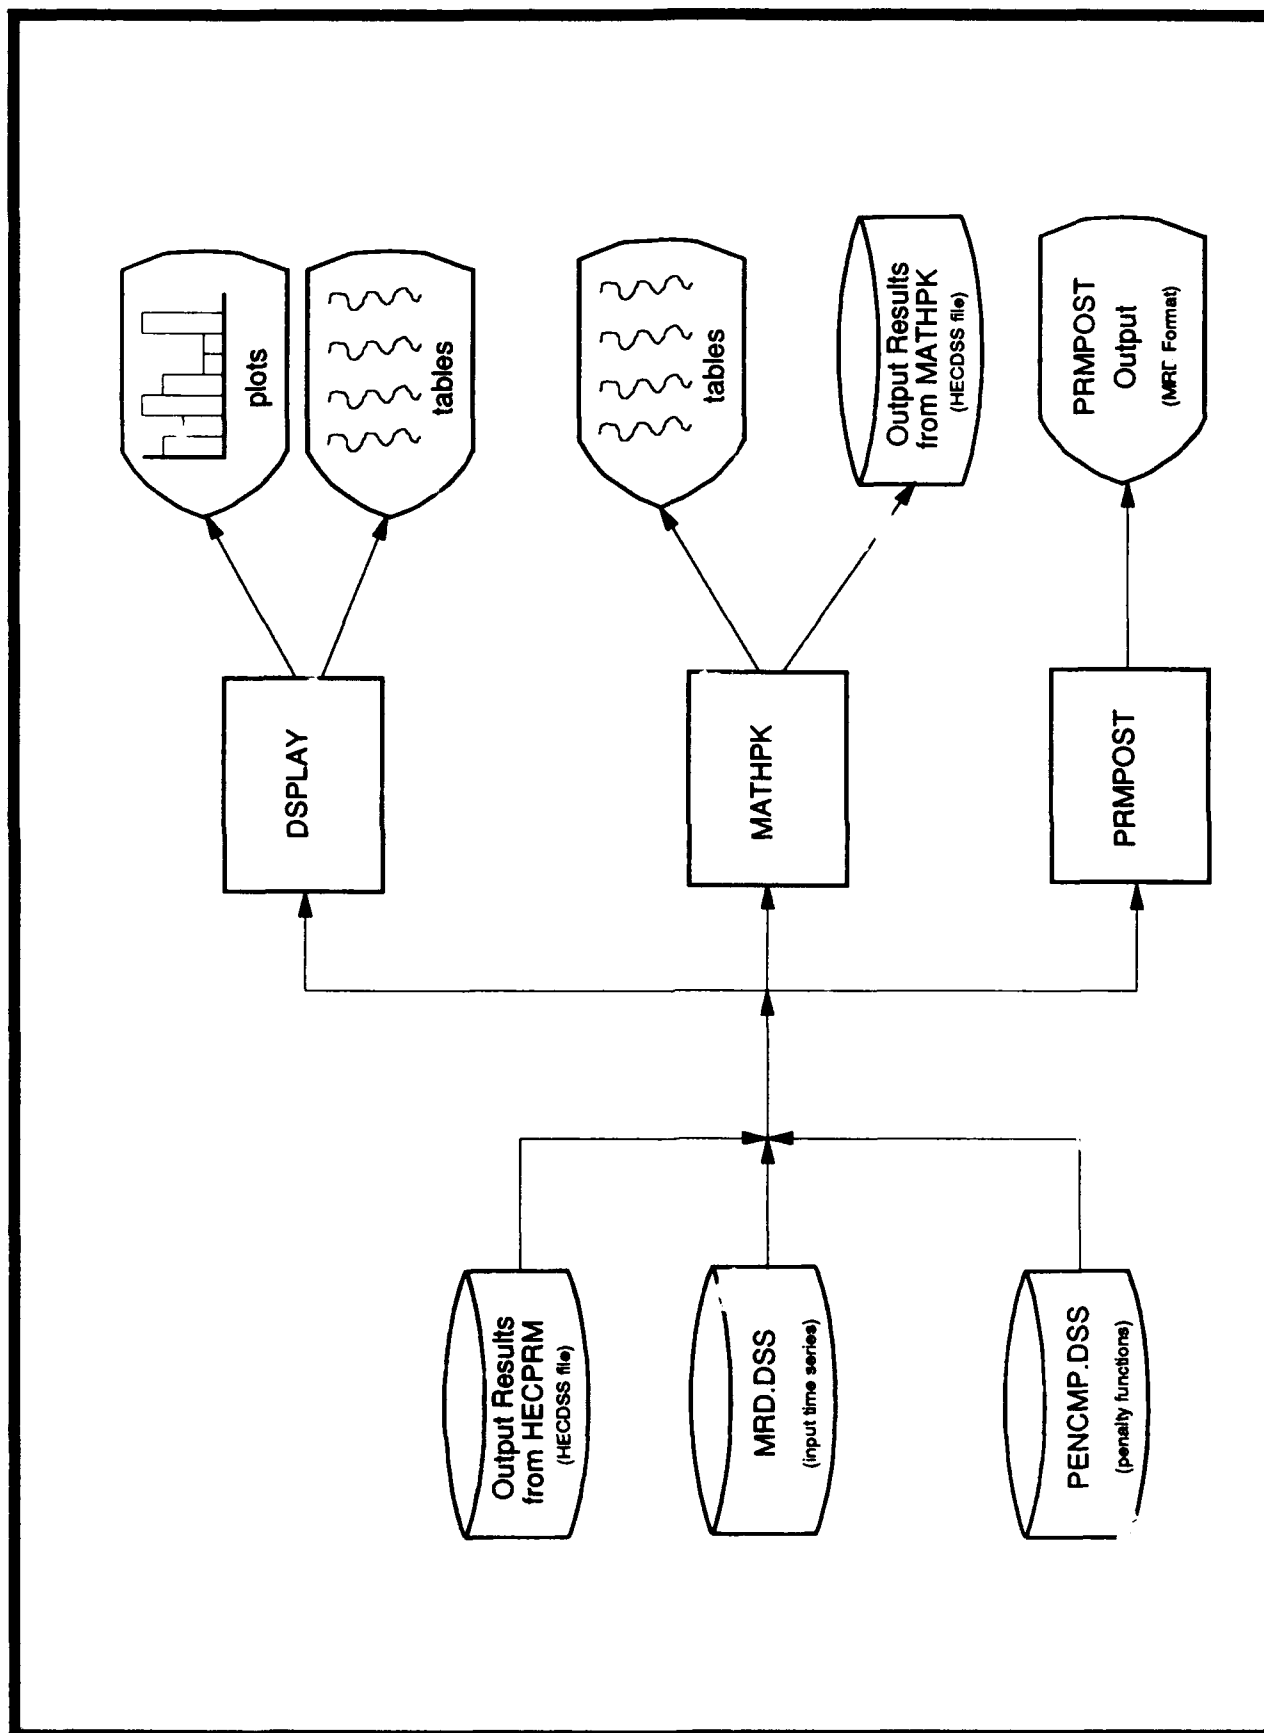 Output Results
from HECPRM
(HECDSS file)
MRD.DSS
(input time series)
PENCMP.DSS
(penalty functions)
DSPLAY
MATHPK
PRMPOST
plots
tables
tables
Output Results
from MATHPK
(HECDSS file)
PRMPOST
Output
(MRD Format)